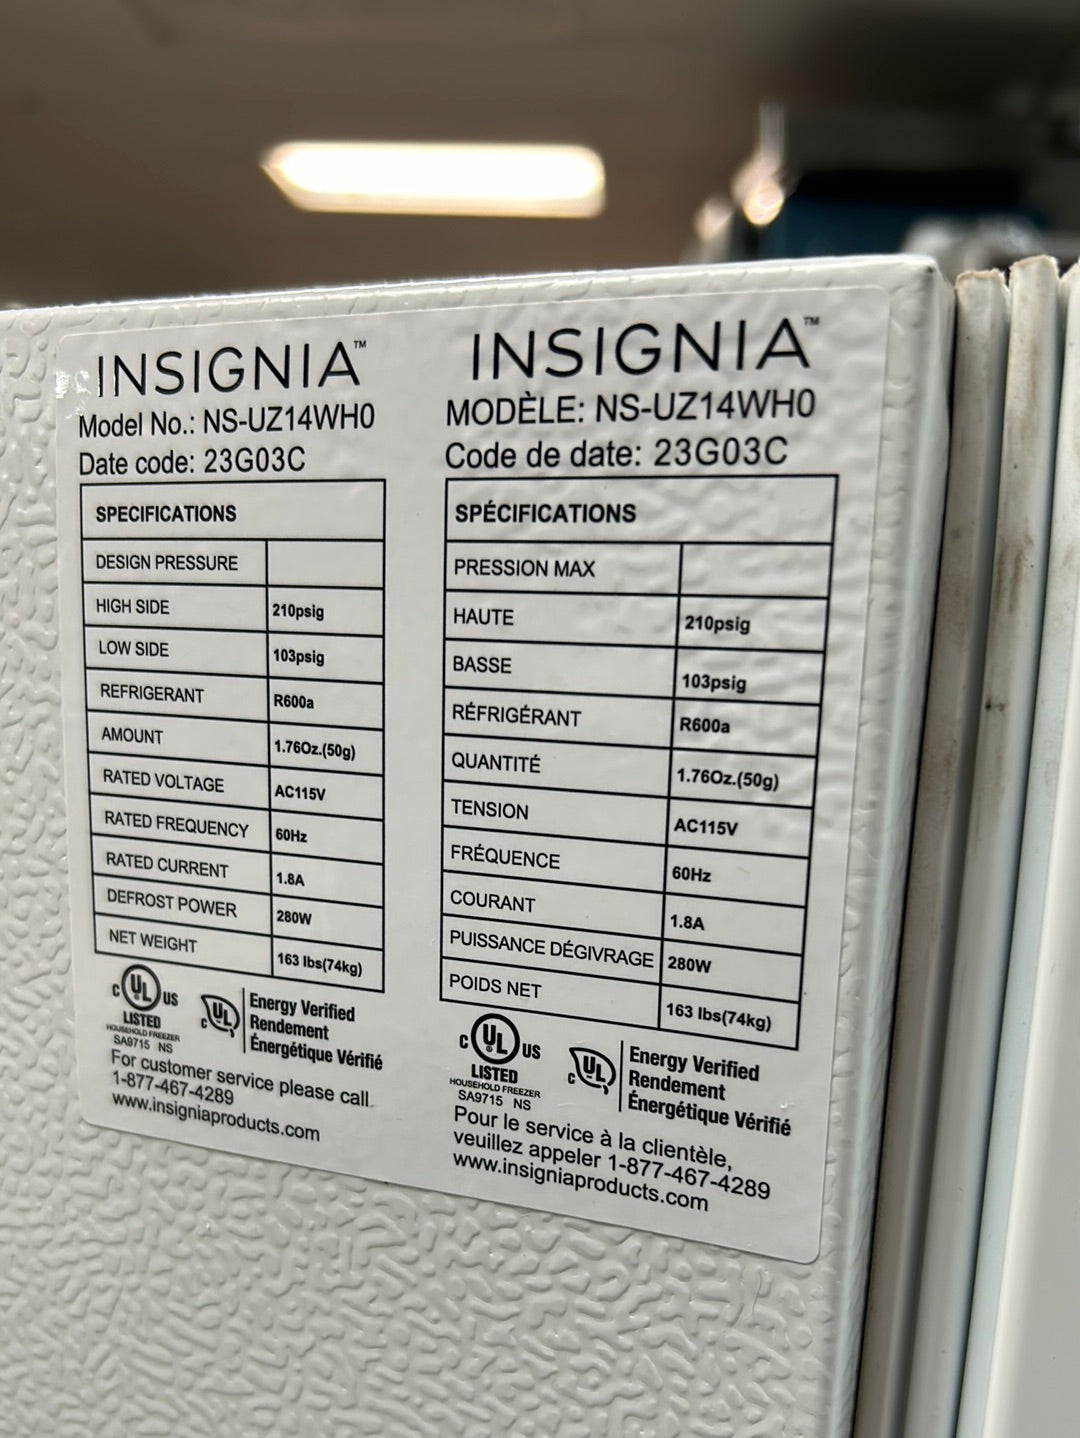 INSIGNIA™
Model No.: NS-UZ14WH0
Date code: 23G03C
SPECIFICATIONS
DESIGN PRESSURE
HIGH SIDE 210psig
LOW SIDE 103psig
REFRIGERANT R600a
AMOUNT 1.76Oz.(50g)
RATED VOLTAGE AC115V
RATED FREQUENCY 60Hz
RATED CURRENT 1.8A
DEFROST POWER 280W
NET WEIGHT 163 lbs(74kg)
C UL US
LISTED
HOUSEHOLD FREEZER
SA9715 NS
C UL
Energy Verified
Rendement
Énergétique Vérifié
For customer service please call
1-877-467-4289
www.insigniaproducts.com
INSIGNIA™
MODÈLE: NS-UZ14WH0
Code de date: 23G03C
SPÉCIFICATIONS
PRESSION MAX
HAUTE 210psig
BASSE 103psig
RÉFRIGÉRANT R600a
QUANTITÉ 1.76Oz.(50g)
TENSION AC115V
FRÉQUENCE 60Hz
COURANT 1.8A
PUISSANCE DÉGIVRAGE 280W
POIDS NET 163 lbs(74kg)
C UL US
LISTED
HOUSEHOLD FREEZER
SA9715 NS
C UL
Energy Verified
Rendement
Énergétique Vérifié
Pour le service à la clientèle,
veuillez appeler 1-877-467-4289
www.insigniaproducts.com